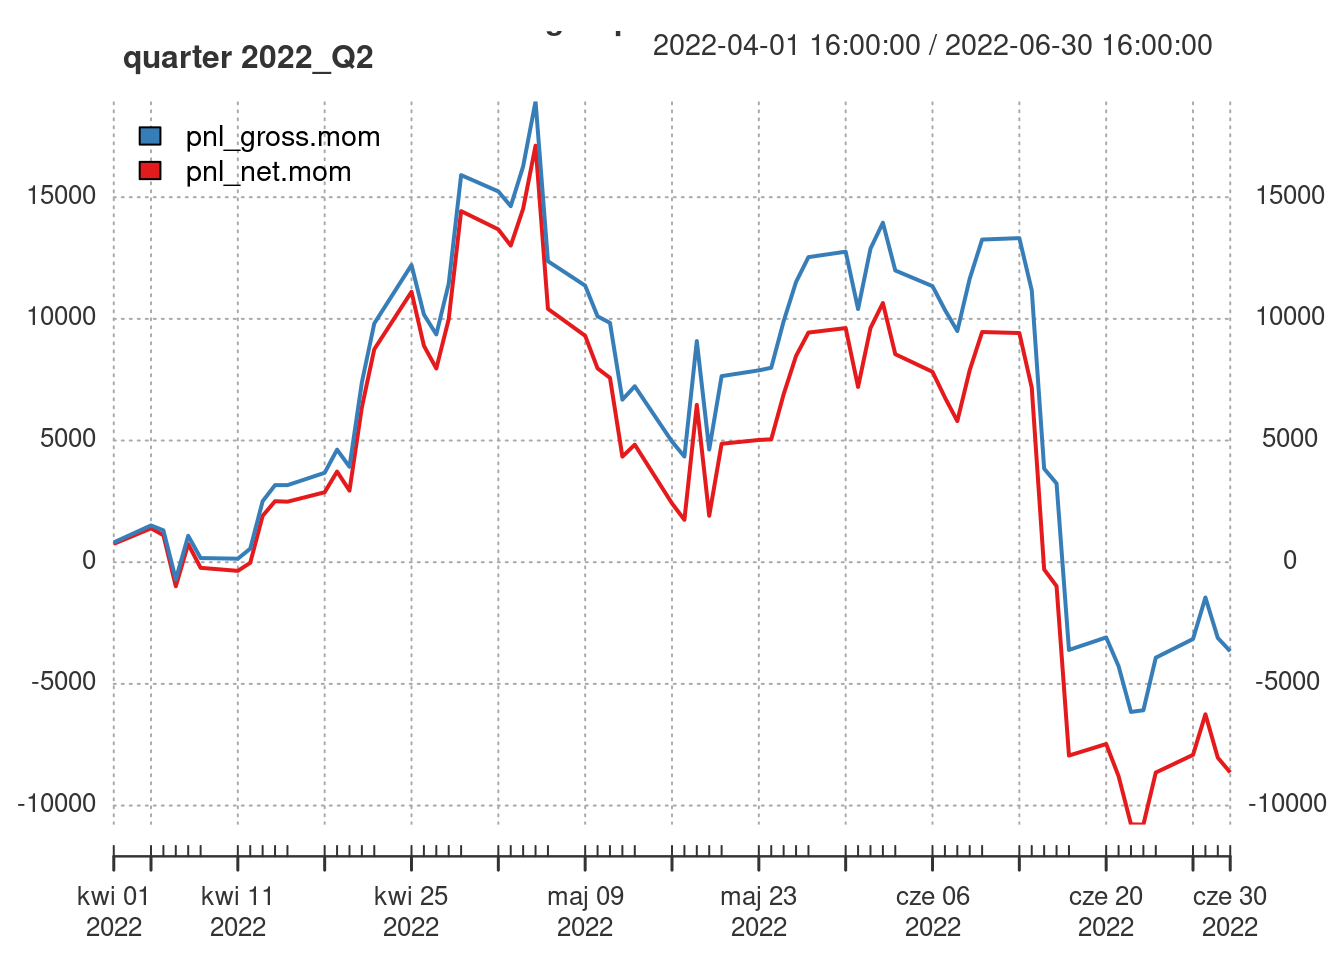 quarter 2022_Q2
2022-04-01 16:00:00 / 2022-06-30 16:00:00
pnl_gross.mom
pnl_net.mom
15000 15000
10000 10000
5000 5000
0 0
-5000 -5000
-10000 -10000
kwi 01 kwi 11 kwi 25 maj 09 maj 23 cze 06 cze 20 cze 30
2022 2022 2022 2022 2022 2022 2022 2022